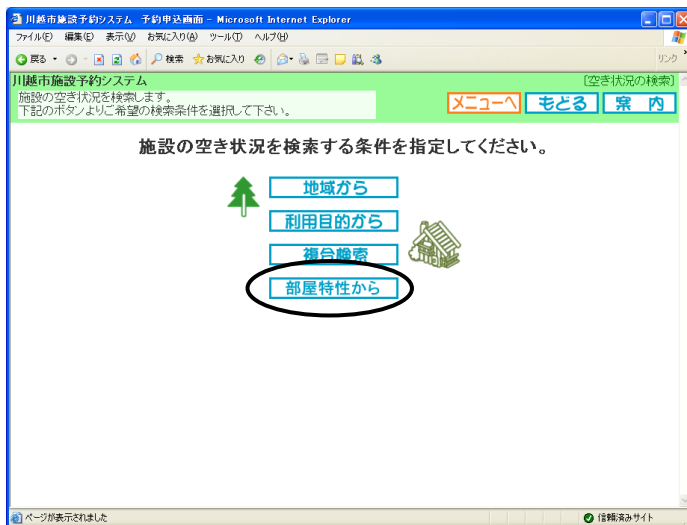 川越市施設予約システム 予約申込画面 - Microsoft Internet Explorer
ファイル(F) 編集(E) 表示(V) お気に入り(A) ツール(T) ヘルプ(H)
戻る 検索 お気に入り リンク
川越市施設予約システム [空き状況の検索]
施設の空き状況を検索します。
下記のボタンよりご希望の検索条件を選択して下さい。
メニューへ もどる 案 内
施設の空き状況を検索する条件を指定してください。
地域から
利用目的から
複合検索
部屋特性から
ページが表示されました 信頼済みサイト